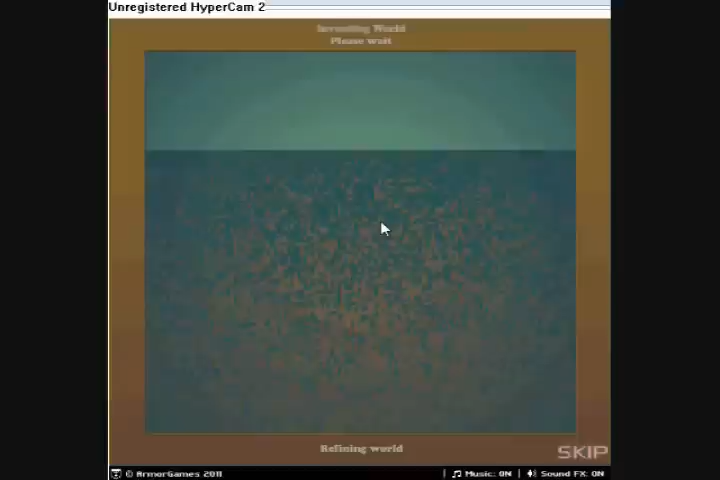 Unregistered HyperCam 2
Inventing World
Please wait
Refining world
SKIP
© ArmorGames 2011
Music: ON
Sound FX: ON